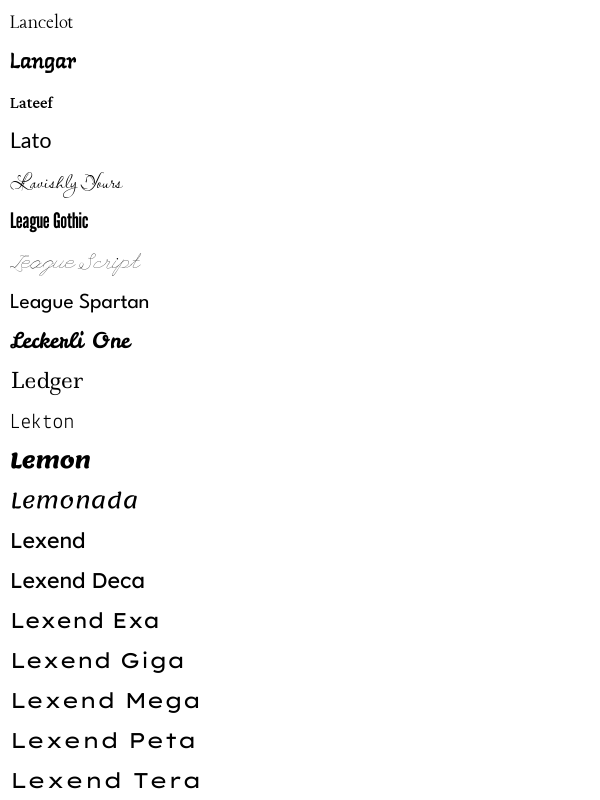 Lancelot
Langar
Lateef
Lato
Lavishly Yours
League Gothic
League Script
League Spartan
Leckerli One
Ledger
Lekton
Lemon
Lemonada
Lexend
Lexend Deca
Lexend Exa
Lexend Giga
Lexend Mega
Lexend Peta
Lexend Tera